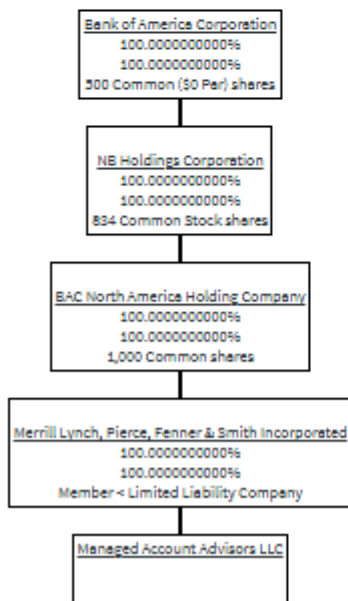 Bank of America Corporation
100.0000000000%
100.0000000000%
500 Common ($0 Par) shares
NB Holdings Corporation
100.0000000000%
100.0000000000%
834 Common Stock shares
BAC North America Holding Company
100.0000000000%
100.0000000000%
1,000 Common shares
Merrill Lynch, Pierce, Fenner & Smith Incorporated
100.0000000000%
100.0000000000%
Member < Limited Liability Company
Managed Account Advisors LLC